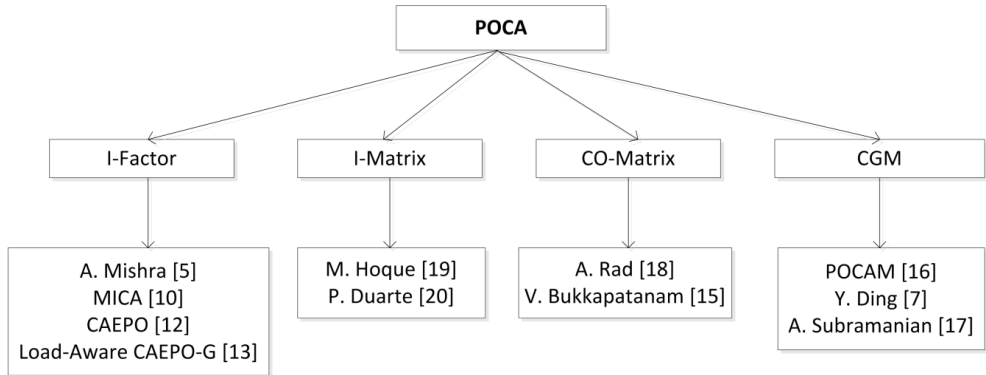 POCA
I-Factor
I-Matrix
CO-Matrix
CGM
A. Mishra [5]
MICA [10]
CAEPO [12]
Load-Aware CAEPO-G [13]
M. Hoque [19]
P. Duarte [20]
A. Rad [18]
V. Bukkapatanam [15]
POCAM [16]
Y. Ding [7]
A. Subramanian [17]